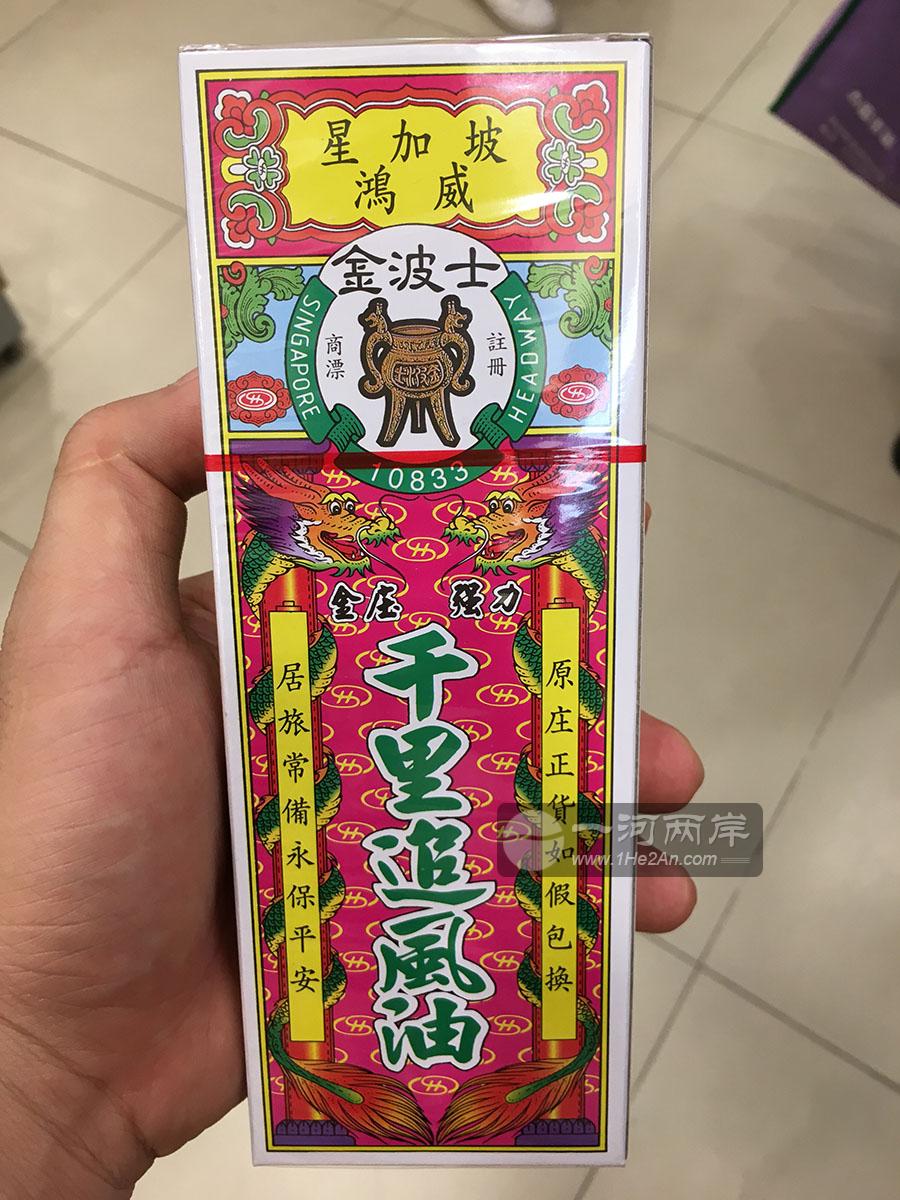 星加坡
鴻威
金波士
SINGAPORE
HEADWAY
商漂
註冊
10833
金庄 强力
千里追風油
原庄正貨如假包換
居旅常備永保平安
一河两岸
www.1He2An.com